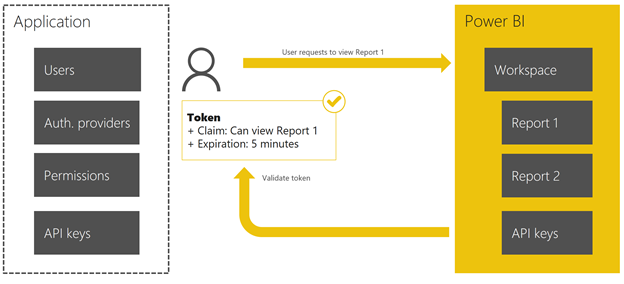 Application
Users
Auth. providers
Permissions
API keys
User requests to view Report 1
Token
+ Claim: Can view Report 1
+ Expiration: 5 minutes
Validate token
Power BI
Workspace
Report 1
Report 2
API keys